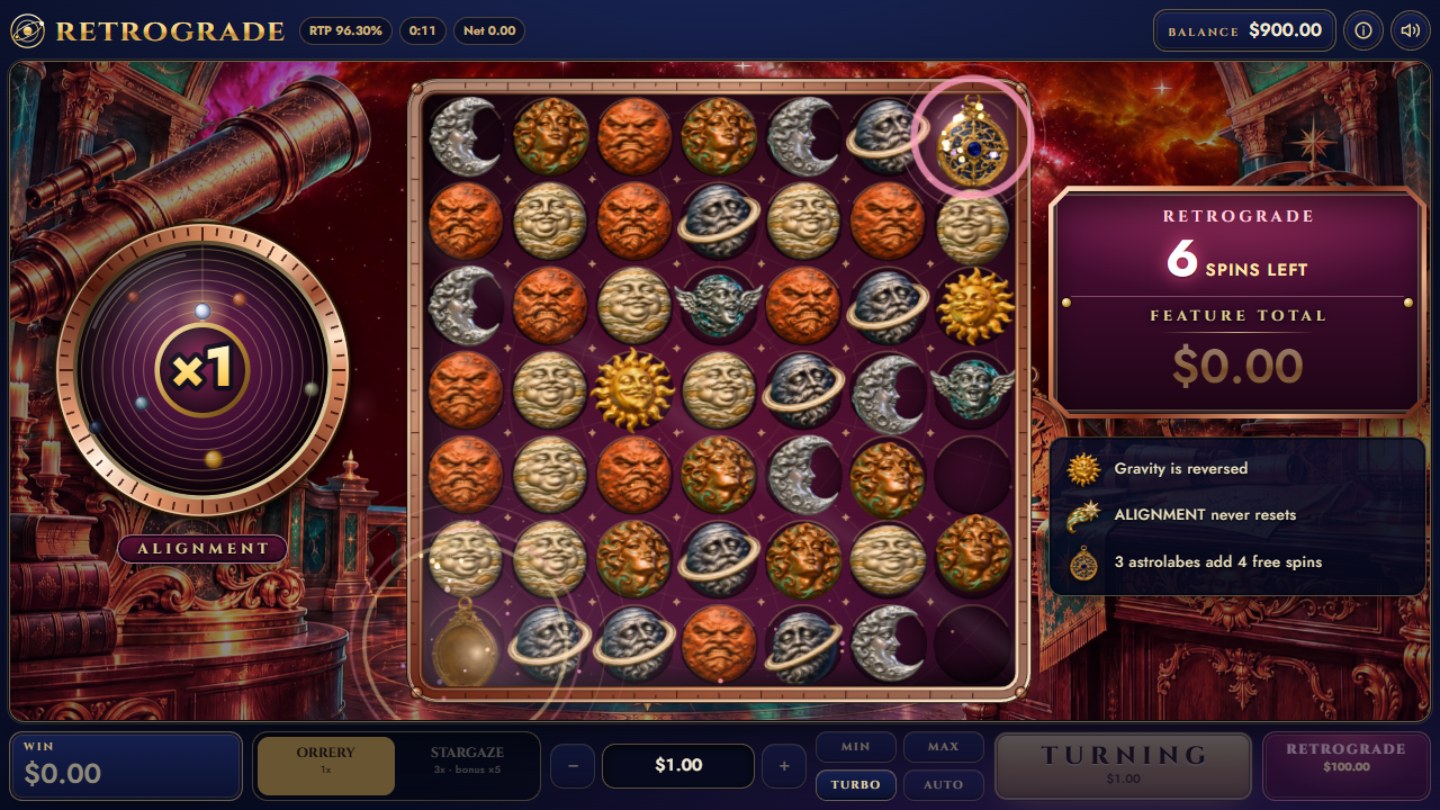 RETROGRADE
RTP 96.30%
0:11
Net 0.00
BALANCE $900.00
RETROGRADE
6 SPINS LEFT
FEATURE TOTAL
$0.00
×1
ALIGNMENT
Gravity is reversed
ALIGNMENT never resets
3 astrolabes add 4 free spins
WIN
$0.00
ORRERY
1x
STARGAZE
3x · bonus ×5
−
$1.00
+
MIN
MAX
TURBO
AUTO
TURNING
$1.00
RETROGRADE
$100.00